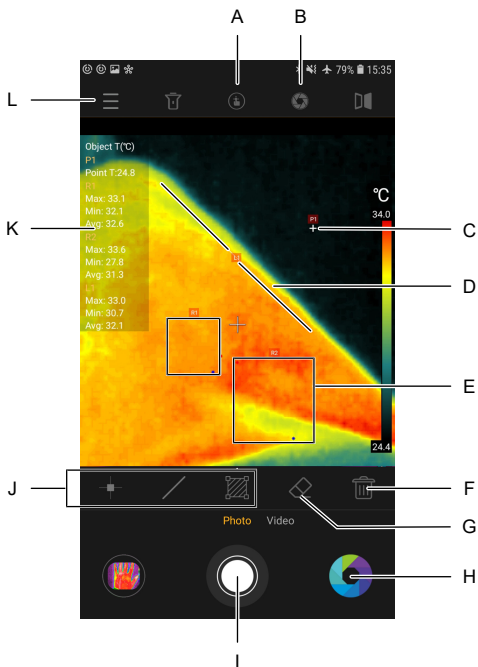 A
B
79% 15:35
L
Object T(℃)
P1
Point T:24.8
R1
Max: 33.1
Min: 32.1
Avg: 32.6
R2
Max: 33.6
Min: 27.8
Avg: 31.3
L1
Max: 33.0
Min: 30.7
Avg: 32.1
K
℃
34.0
P1
C
L1
D
R1
R2
E
24.4
J
F
G
Photo Video
H
I